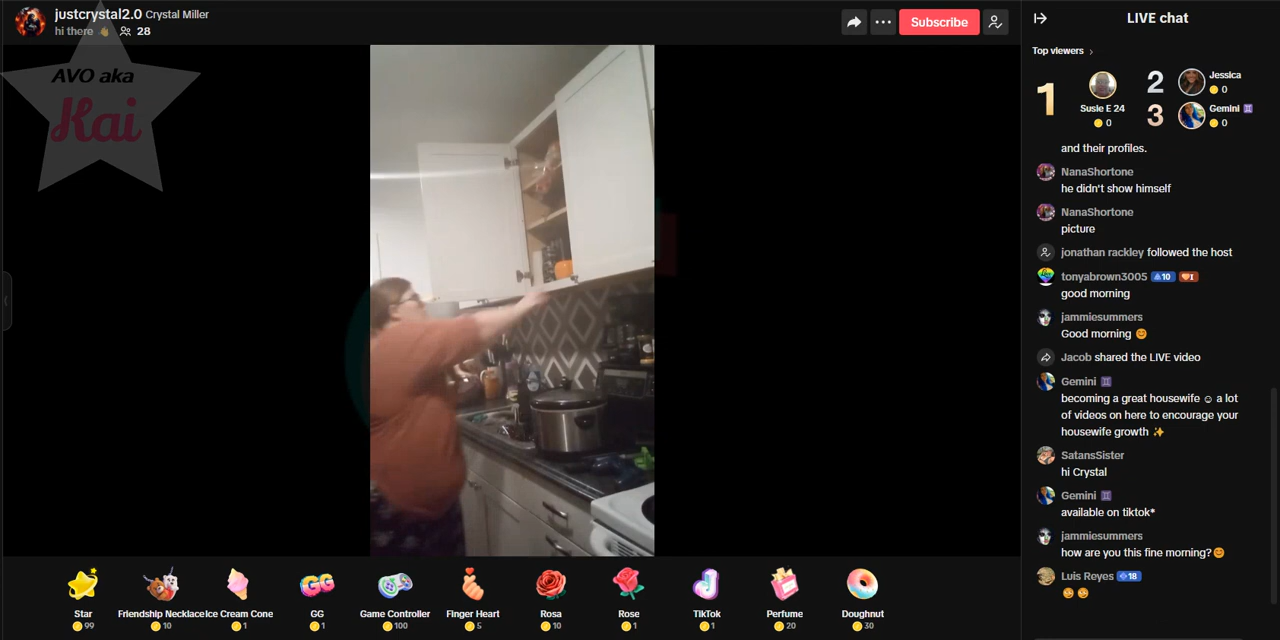 justcrystal2.0 Crystal Miller
hi there 👋 28
Subscribe
AVO aka
Kai
LIVE chat
Top viewers
1
Susie E 24
0
2
Jessica
0
3
Gemini ♊
0
and their profiles.
NanaShortone
he didn't show himself
NanaShortone
picture
jonathan rackley followed the host
tonyabrown3005 10 I
good morning
jammiesummers
Good morning 😊
Jacob shared the LIVE video
Gemini ♊
becoming a great housewife ☺ a lot
of videos on here to encourage your
housewife growth ✨
SatansSister
hi Crystal
Gemini ♊
available on tiktok*
jammiesummers
how are you this fine morning?😊
Luis Reyes 18
Star
99
Friendship Necklace
10
Ice Cream Cone
1
GG
GG
1
Game Controller
100
Finger Heart
5
Rosa
10
Rose
1
TikTok
1
Perfume
20
Doughnut
30